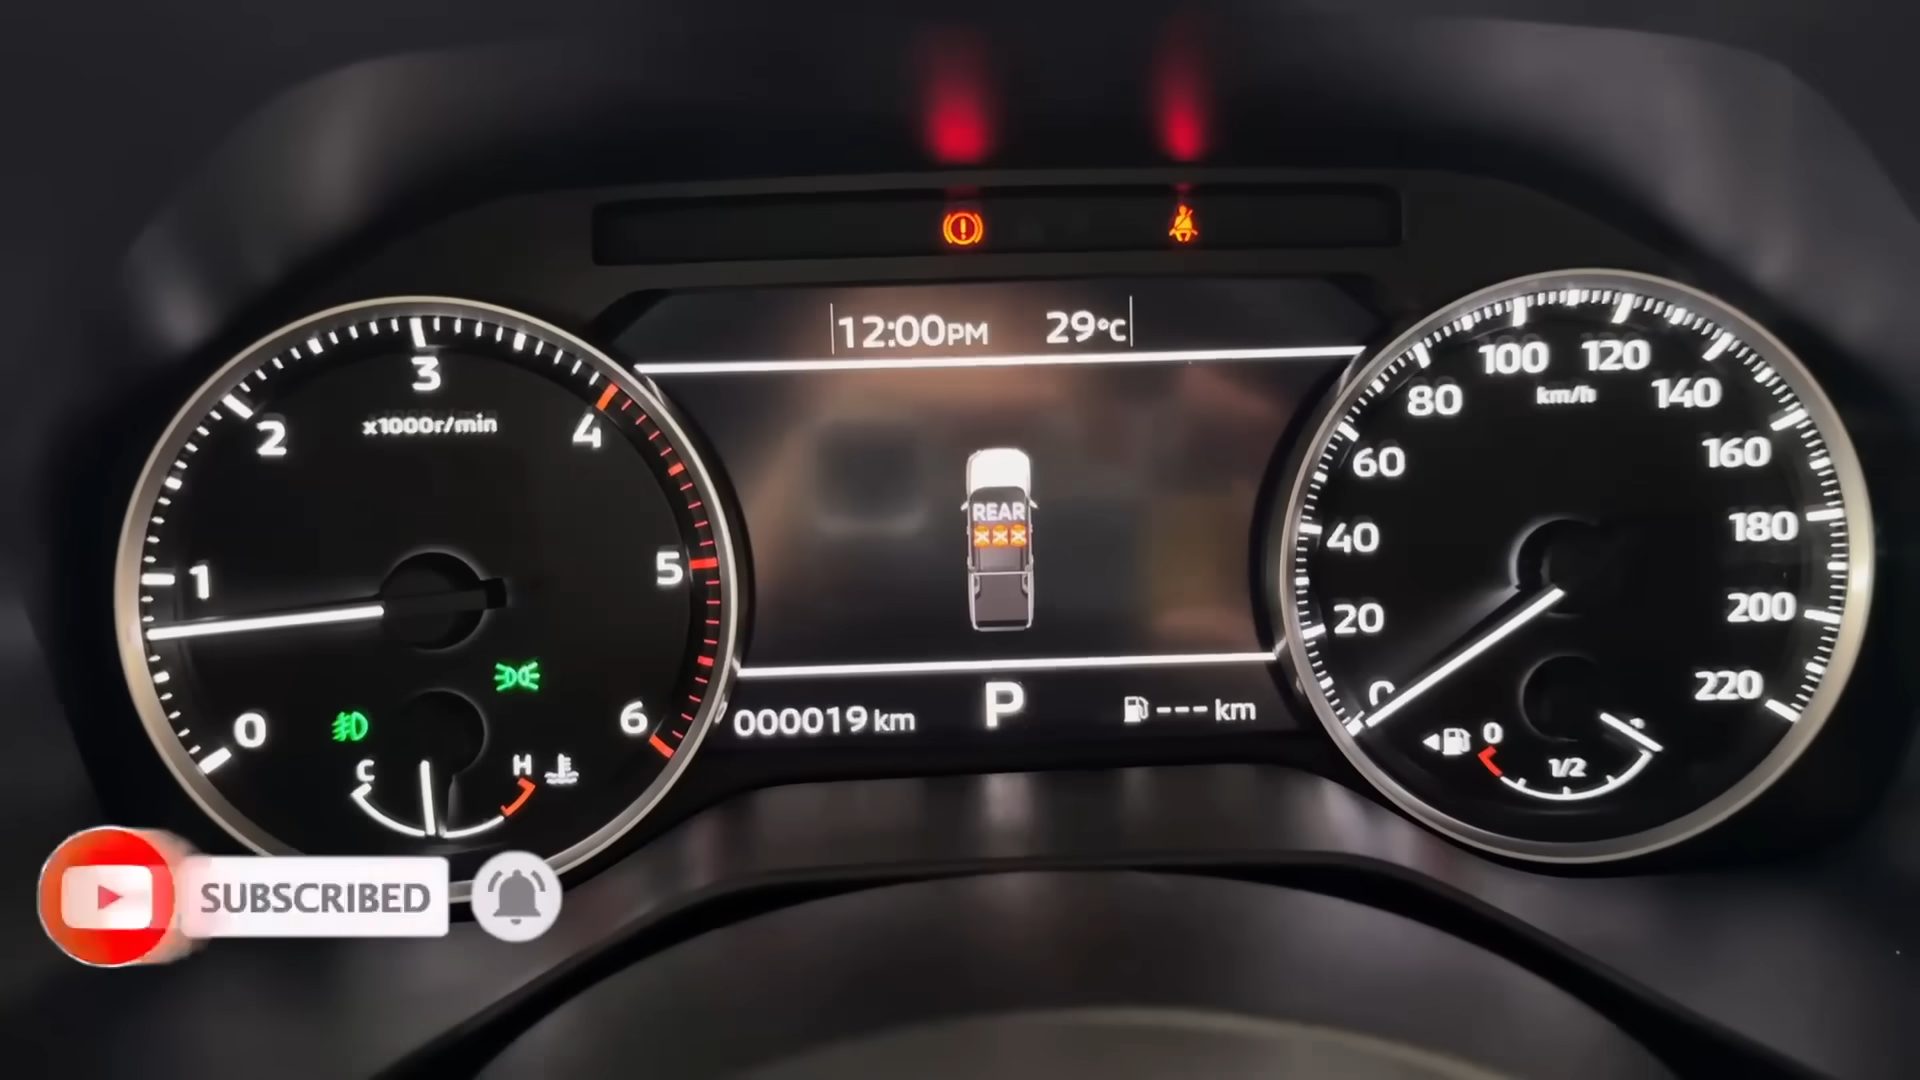 12:00PM 29°C
REAR
000019 km P --- km
0 1 2 3 4 5 6
x1000r/min
C H
0 20 40 60 80 100 120 140 160 180 200 220
km/h
0 1/2
SUBSCRIBED